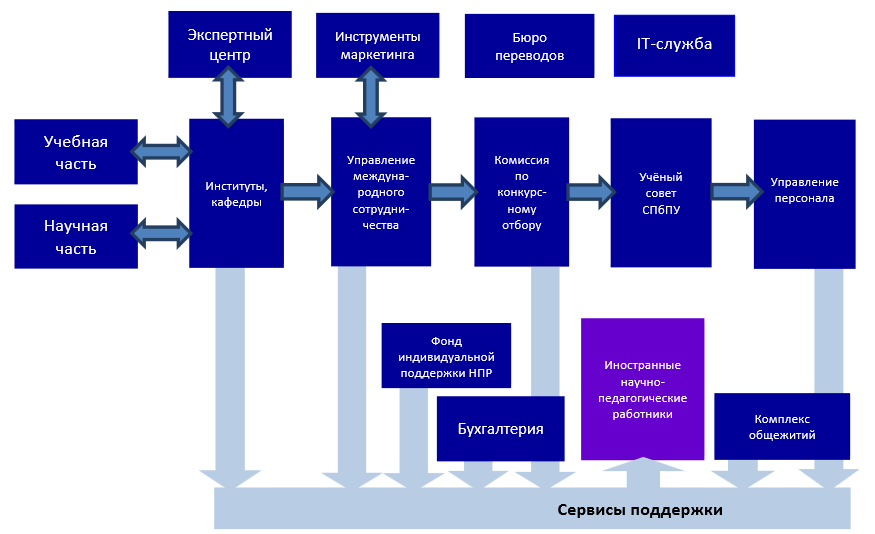 Экспертный
центр
Инструменты
маркетинга
Бюро
переводов
IT-служба
Учебная
часть
Научная
часть
Институты,
кафедры
Управление
междуна-
родного
сотрудни-
чества
Комиссия
по
конкурс-
ному
отбору
Учёный
совет
СПбПУ
Управление
персонала
Фонд
индивидуальной
поддержки НПР
Бухгалтерия
Иностранные
научно-
педагогические
работники
Комплекс
общежитий
Сервисы поддержки